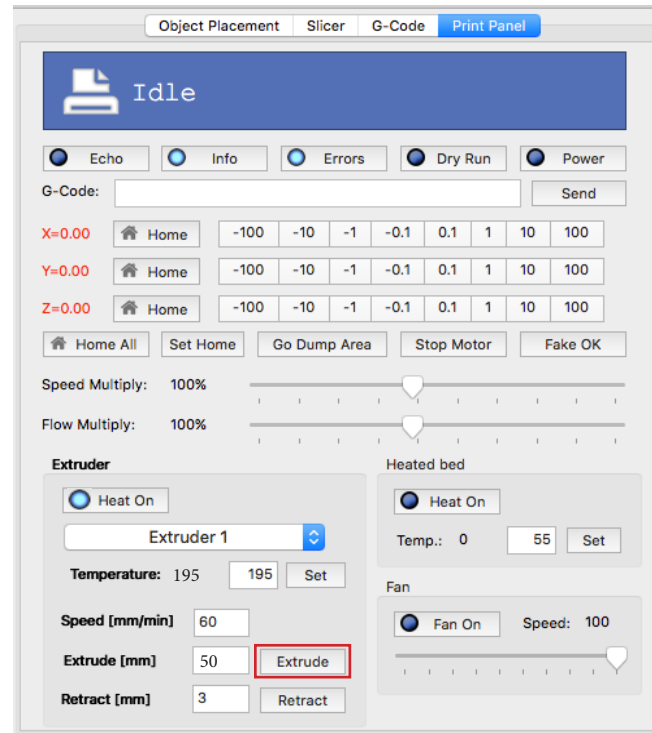 Object Placement Slicer G-Code Print Panel
Idle
Echo Info Errors Dry Run Power
G-Code: Send
X=0.00 Home -100 -10 -1 -0.1 0.1 1 10 100
Y=0.00 Home -100 -10 -1 -0.1 0.1 1 10 100
Z=0.00 Home -100 -10 -1 -0.1 0.1 1 10 100
Home All Set Home Go Dump Area Stop Motor Fake OK
Speed Multiply: 100%
Flow Multiply: 100%
Extruder
Heat On
Extruder 1
Temperature: 195 195 Set
Speed [mm/min] 60
Extrude [mm] 50 Extrude
Retract [mm] 3 Retract
Heated bed
Heat On
Temp.: 0 55 Set
Fan
Fan On Speed: 100